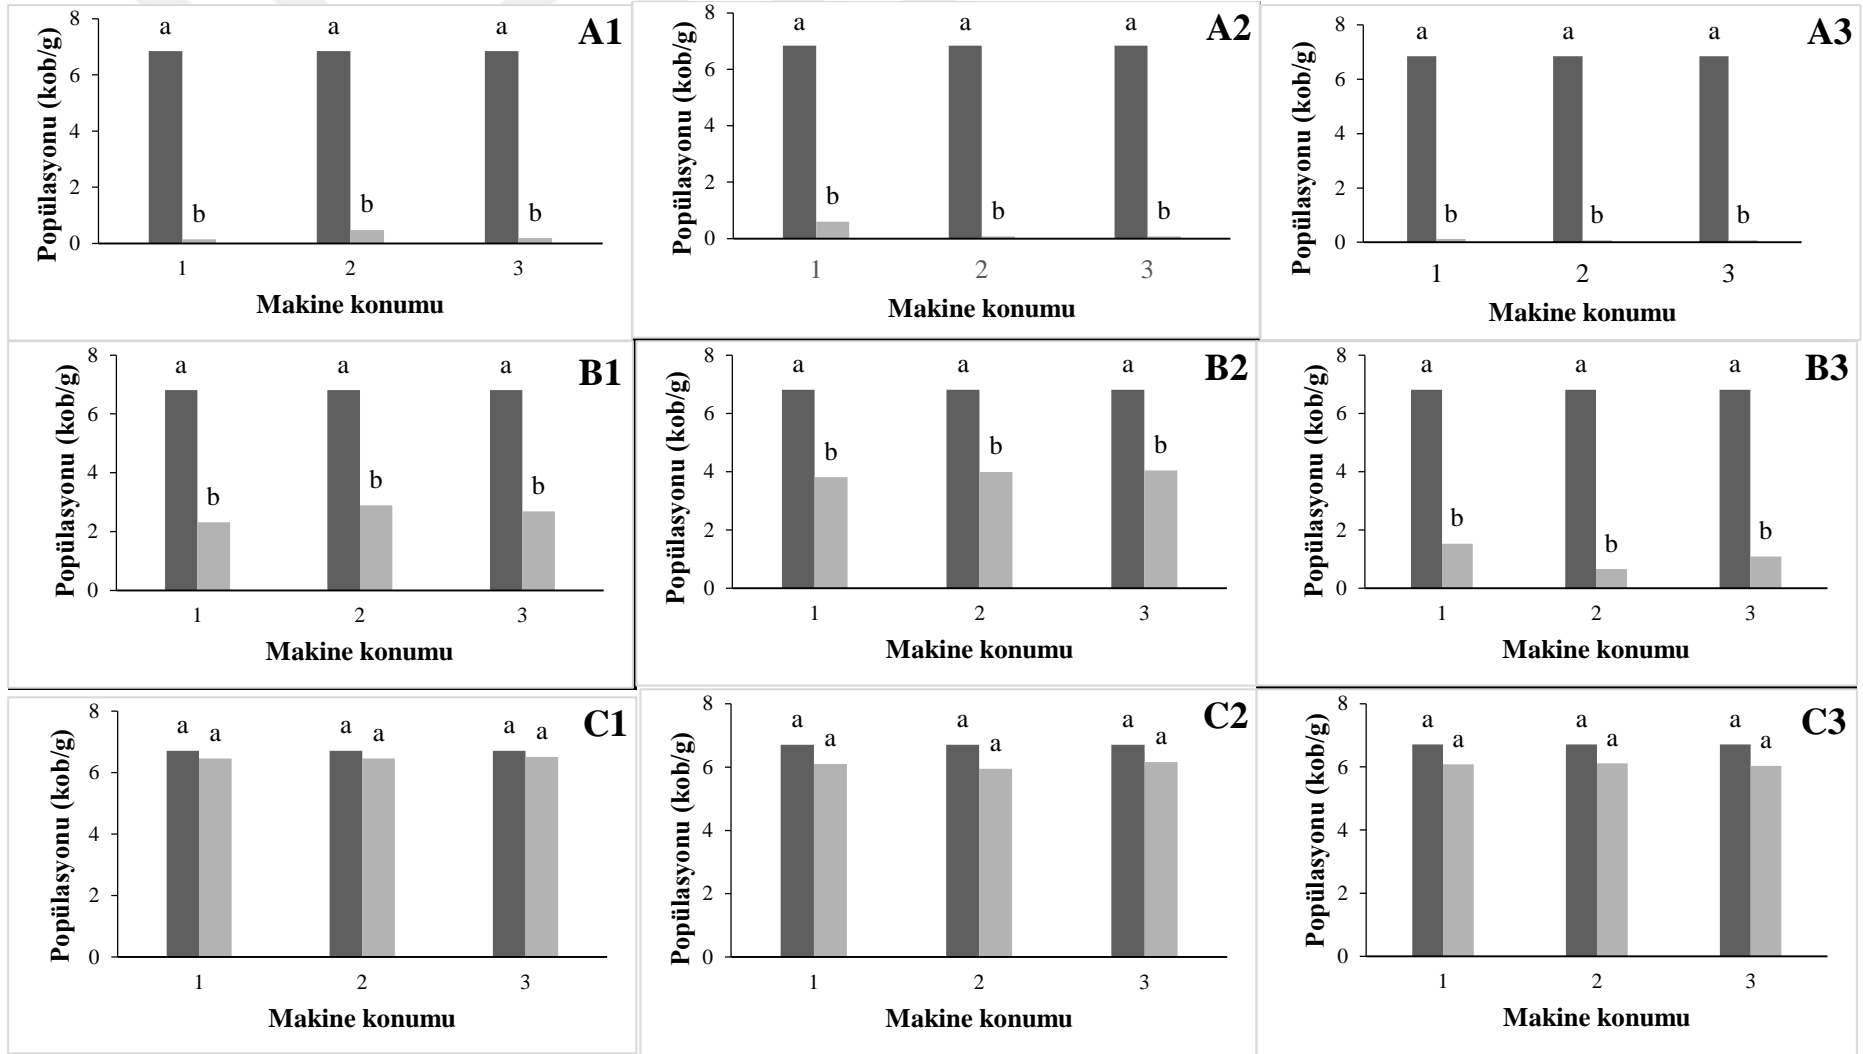 A1
Popülasyonu (kob/g)
8
6
4
2
0
a a a
b b b
1 2 3
Makine konumu
A2
Popülasyonu (kob/g)
8
6
4
2
0
a a a
b b b
1 2 3
Makine konumu
A3
Popülasyonu (kob/g)
8
6
4
2
0
a a a
b b b
1 2 3
Makine konumu
B1
Popülasyonu (kob/g)
8
6
4
2
0
a a a
b b b
1 2 3
Makine konumu
B2
Popülasyonu (kob/g)
8
6
4
2
0
a a a
b b b
1 2 3
Makine konumu
B3
Popülasyonu (kob/g)
8
6
4
2
0
a a a
b b b
1 2 3
Makine konumu
C1
Popülasyonu (kob/g)
8
6
4
2
0
a a a a a a
1 2 3
Makine konumu
C2
Popülasyonu (kob/g)
8
6
4
2
0
a a a a a a
1 2 3
Makine konumu
C3
Popülasyonu (kob/g)
8
6
4
2
0
a a a a a a
1 2 3
Makine konumu